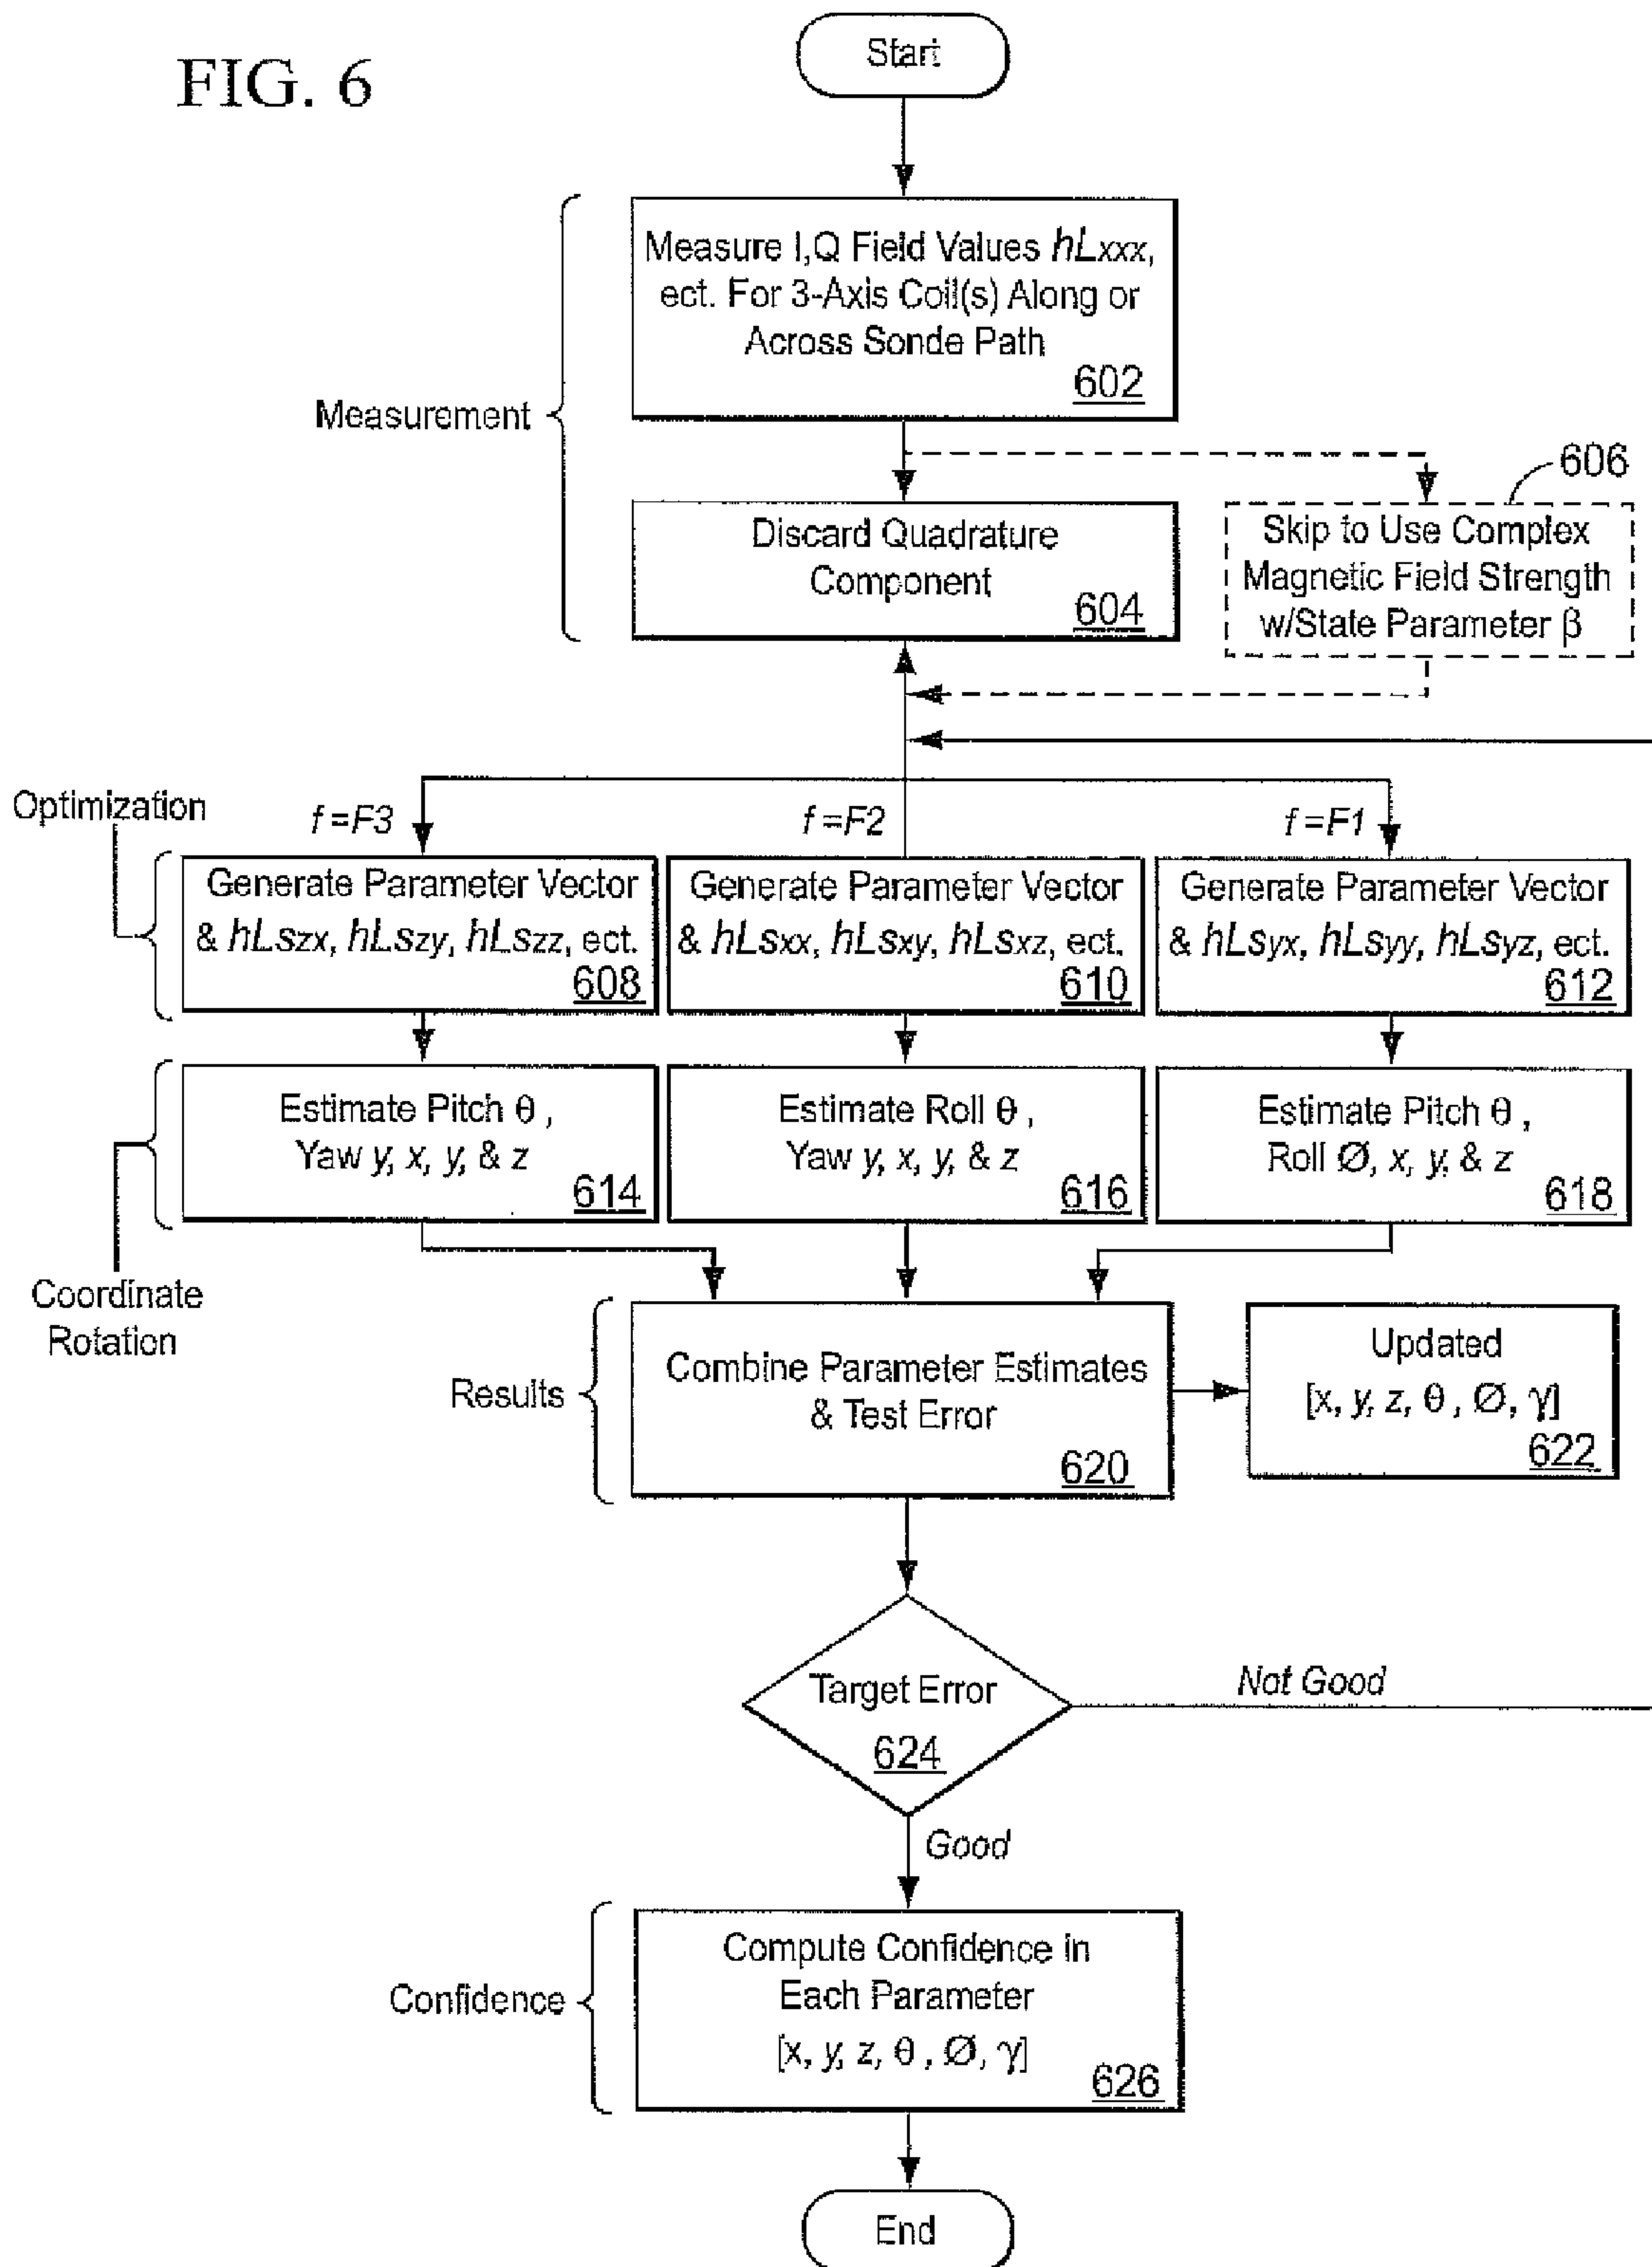 FIG. 6
Start
Measure I,Q Field Values hLxxx,
ect. For 3-Axis Coil(s) Along or
Across Sonde Path
602
Measurement
606
Discard Quadrature
Component
604
Skip to Use Complex
Magnetic Field Strength
w/State Parameter β
Optimization
f=F3
f=F2
f=F1
Generate Parameter Vector
& hLszx, hLszy, hLszz, ect.
608
Generate Parameter Vector
& hLsxx, hLsxy, hLsxz, ect.
610
Generate Parameter Vector
& hLsyx, hLsyy, hLsyz, ect.
612
Estimate Pitch θ,
Yaw y, x, y, & z
614
Estimate Roll θ,
Yaw y, x, y, & z
616
Estimate Pitch θ,
Roll Ø, x, y, & z
618
Coordinate
Rotation
Results
Combine Parameter Estimates
& Test Error
620
Updated
[x, y, z, θ, Ø, γ]
622
Target Error
624
Not Good
Good
Confidence
Compute Confidence in
Each Parameter
[x, y, z, θ, Ø, γ]
626
End